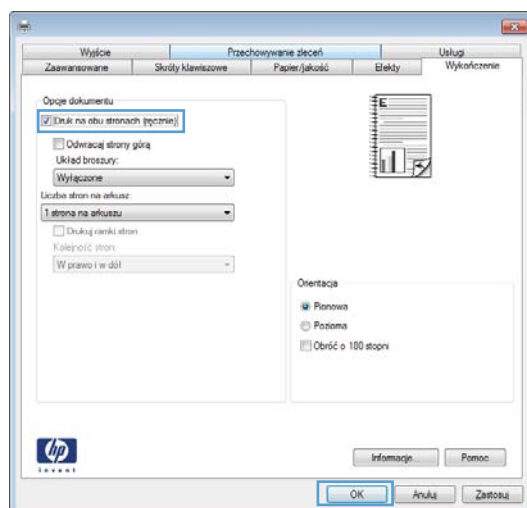 Wyjście Przechowywanie zleceń Usługi
Zaawansowane Skróty klawiszowe Papier/jakość Efekty Wykończenie
Opcje dokumentu
Druk na obu stronach (ręcznie)
Odwracaj strony górą
Układ broszury:
Wyłączone
Liczba stron na arkusz:
1 strona na arkuszu
Drukuj ramki stron
Kolejność stron:
W prawo i w dół
E
Orientacja
Pionowa
Pozioma
Obróć o 180 stopni
hp
invent
Informacje... Pomoc
OK Anuluj Zastosuj